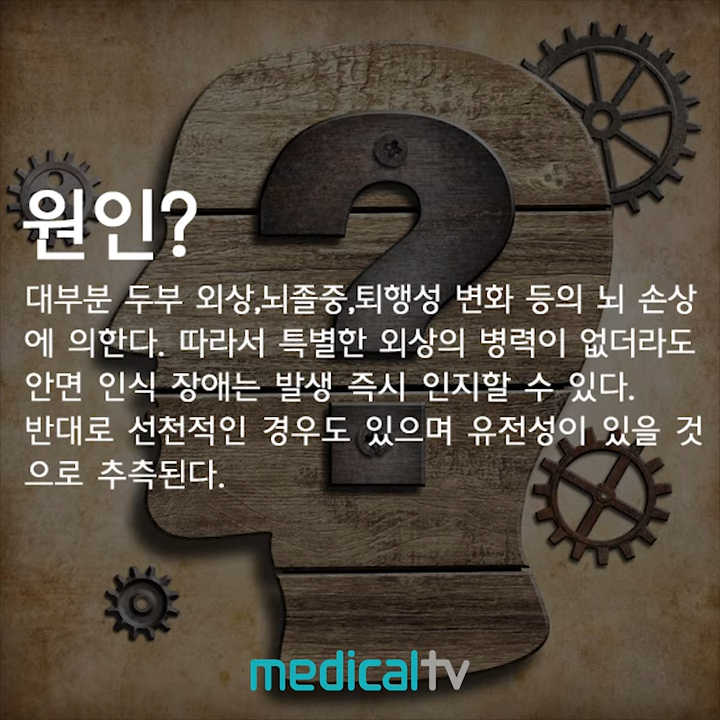 원인?
대부분 두부 외상,뇌졸중,퇴행성 변화 등의 뇌 손상
에 의한다. 따라서 특별한 외상의 병력이 없더라도
안면 인식 장애는 발생 즉시 인지할 수 있다.
반대로 선천적인 경우도 있으며 유전성이 있을 것
으로 추측된다.
medicaltv